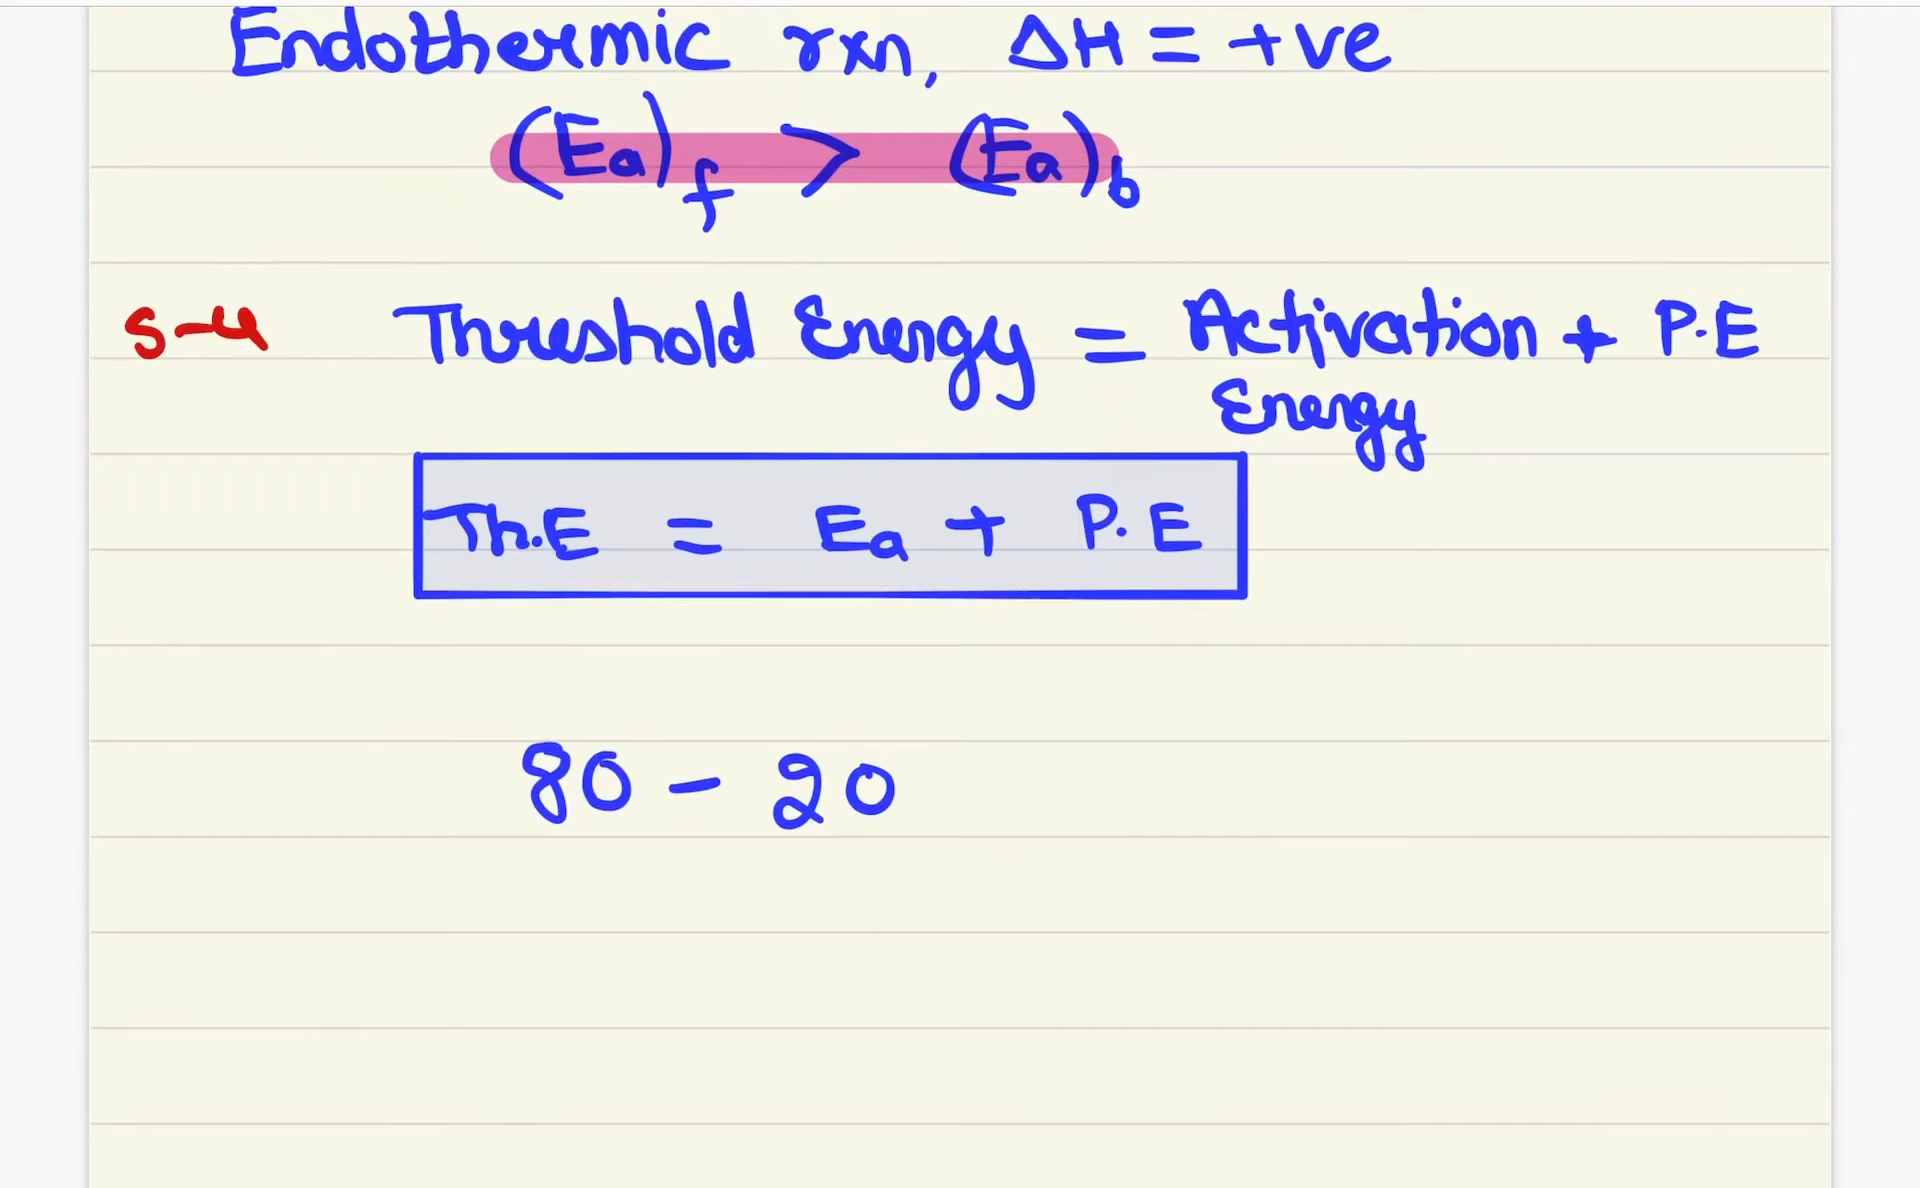 Endothermic rxn, ΔH = +ve
(Ea)f > (Ea)b
S-4 Threshold Energy = Activation + P.E
Energy
Th.E = Ea + P.E
80 - 20